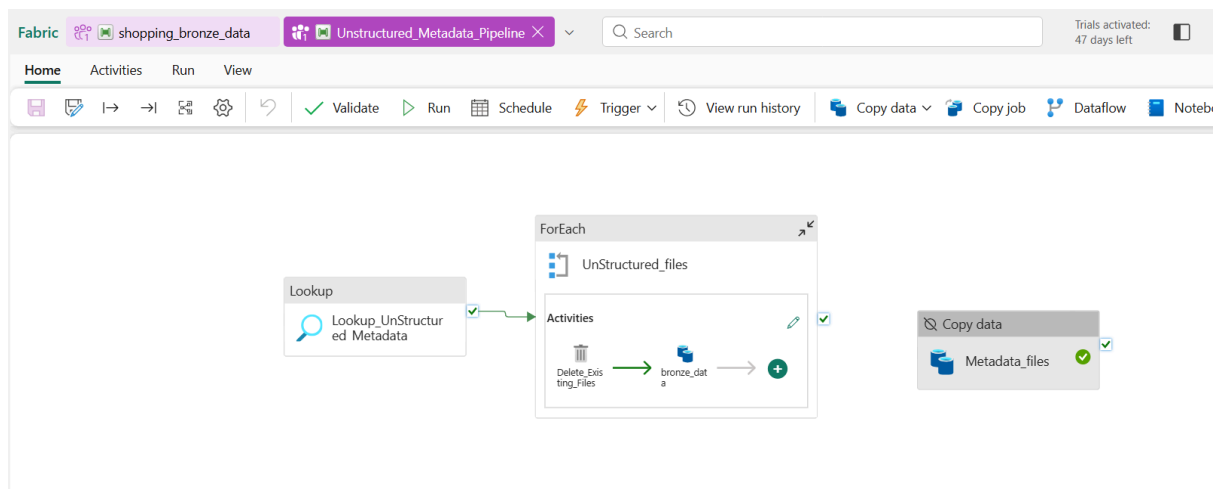 Fabric shopping_bronze_data Unstructured_Metadata_Pipeline Search Trials activated:
47 days left
Home Activities Run View
Validate Run Schedule Trigger View run history Copy data Copy job Dataflow Noteb
ForEach
UnStructured_files
Lookup
Lookup_UnStructur
ed Metadata
Activities
Delete_Exis
ting_Files
bronze_dat
a
Copy data
Metadata_files